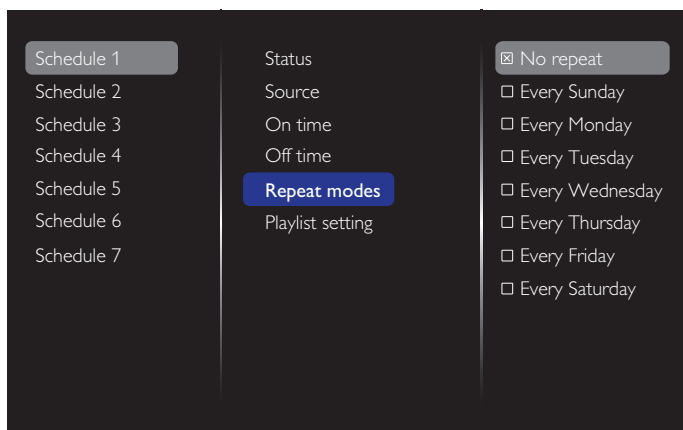 Schedule 1
Schedule 2
Schedule 3
Schedule 4
Schedule 5
Schedule 6
Schedule 7
Status
Source
On time
Off time
Repeat modes
Playlist setting
☒ No repeat
☐ Every Sunday
☐ Every Monday
☐ Every Tuesday
☐ Every Wednesday
☐ Every Thursday
☐ Every Friday
☐ Every Saturday